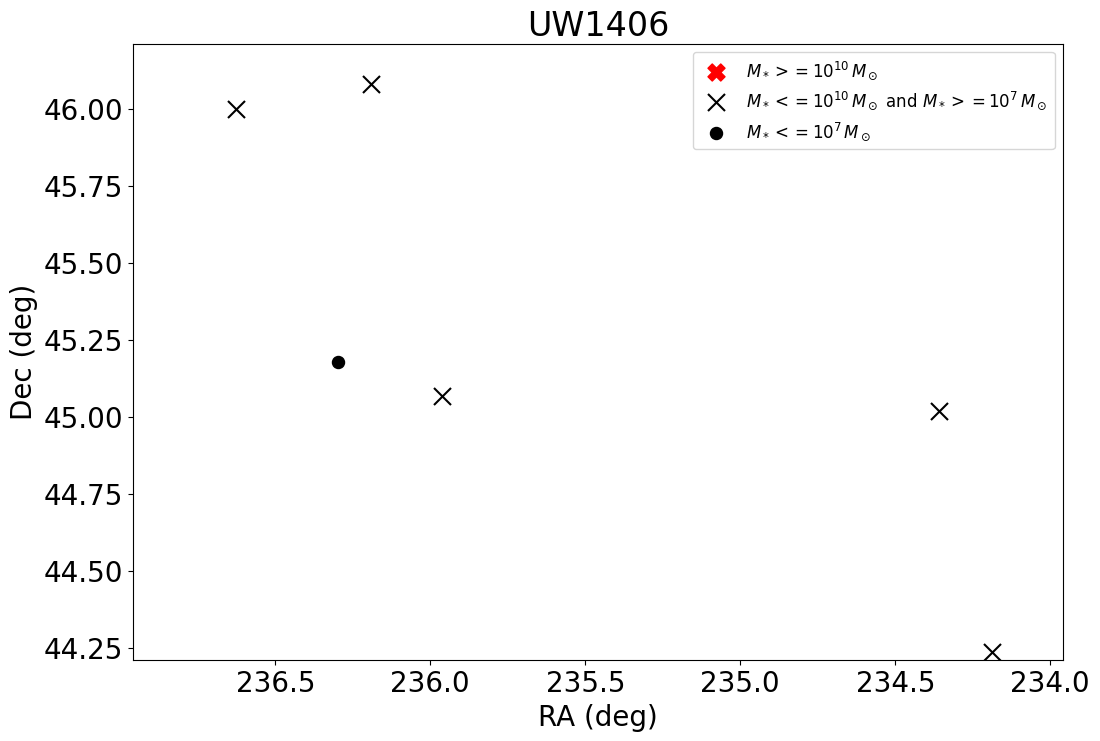 UW1406
M* >= 10^10 M⊙
M* <= 10^10 M⊙ and M* >= 10^7 M⊙
M* <= 10^7 M⊙
46.00
45.75
45.50
45.25
45.00
44.75
44.50
44.25
Dec (deg)
236.5 236.0 235.5 235.0 234.5 234.0
RA (deg)